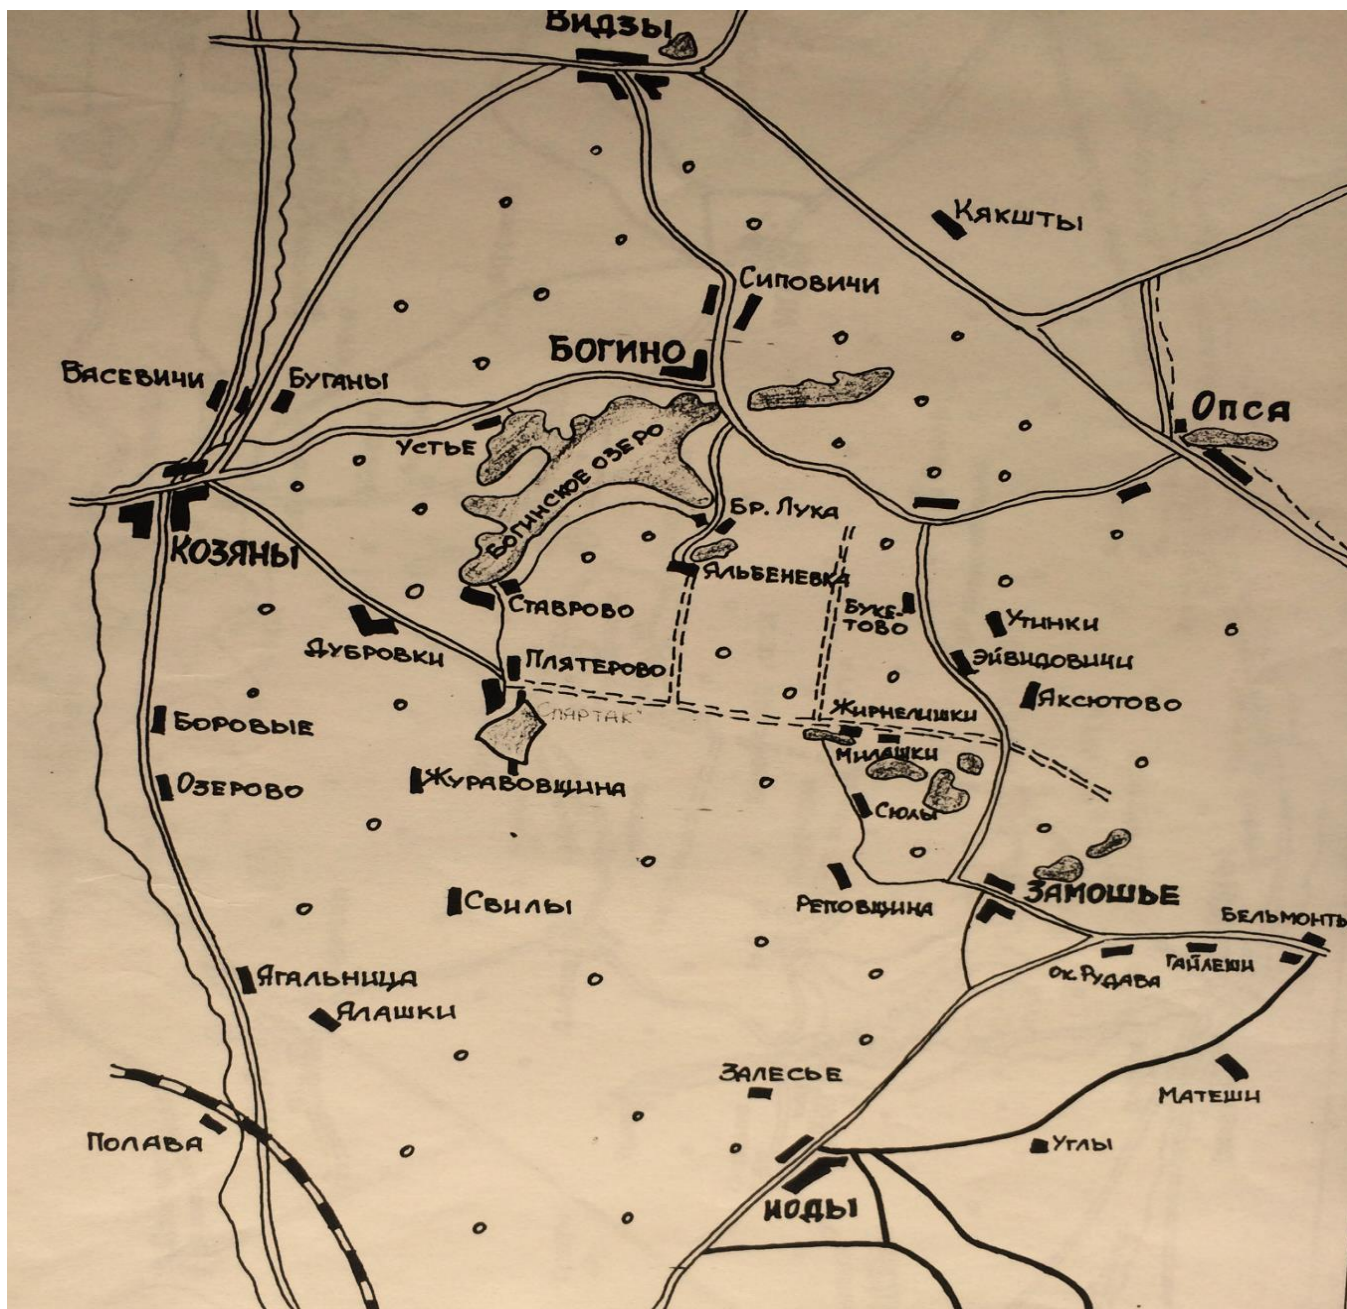 ВИДЗЫ
КЯКШТЫ
СИПОВИЧИ
БОГИНО
ВАСЕВИЧИ
БУГАНЫ
ОПСА
УСТЬЕ
БОГИНСКОЕ ОЗЕРО
БР. ЛУКА
КОЗЯНЫ
ЯЛЬБЕНЕВКА
СТАВРОВО
БУКЕ-
ТОВО
УТИНКИ
ДУБРОВКИ
ПЛЯТЕРОВО
ЭЙВИДОВИЧИ
ЯКСЮТОВО
БОРОВЫЕ
СПАРТАК
ЖИРНЕЛИШКИ
МИЛАШКИ
ОЗЕРОВО
ЖУРАВОВЩИНА
СЮЛЫ
СВИЛЫ
РЕПОВЩИНА
ЗАМОШЬЕ
БЕЛЬМОНТЫ
ЯГАЛЬНИЦА
ОК. РУДАВА
ГАЙЛЕШИ
ЯЛАШКИ
ЗАЛЕСЬЕ
МАТЕШИ
ПОЛАВА
УГЛЫ
ИОДЫ